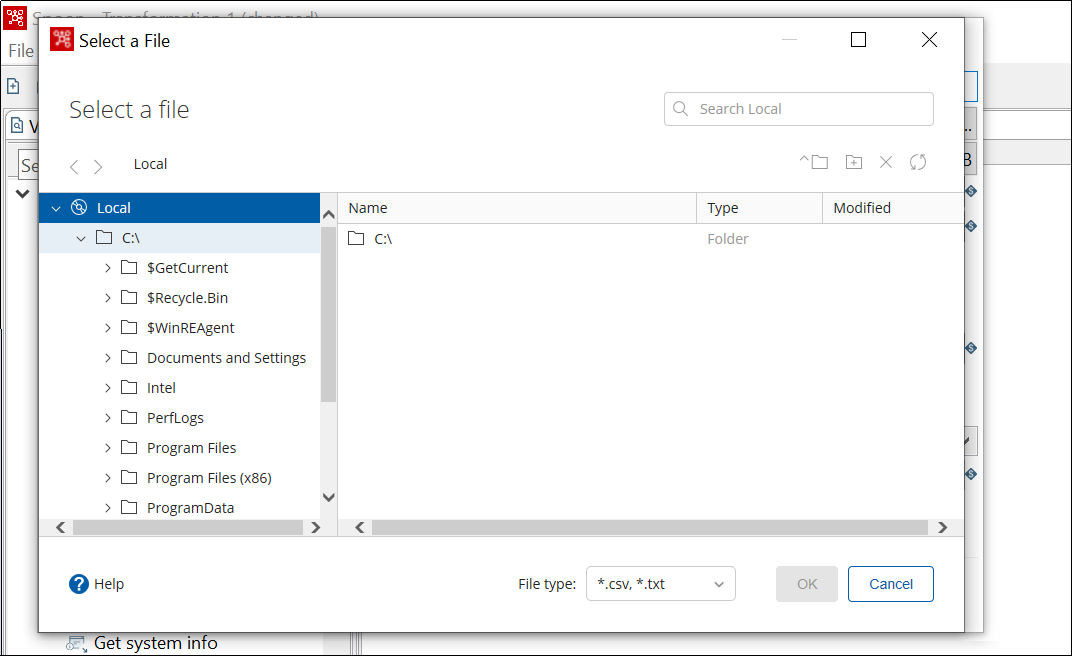 Spoon - Transformation 1 (changed)
Select a File
File
Select a file
Search Local
Local
Se
B
Local
Name Type Modified
C:\
C:\ Folder
$GetCurrent
$Recycle.Bin
$WinREAgent
Documents and Settings
Intel
PerfLogs
Program Files
Program Files (x86)
ProgramData
Help
File type: *.csv, *.txt
OK
Cancel
Get system info